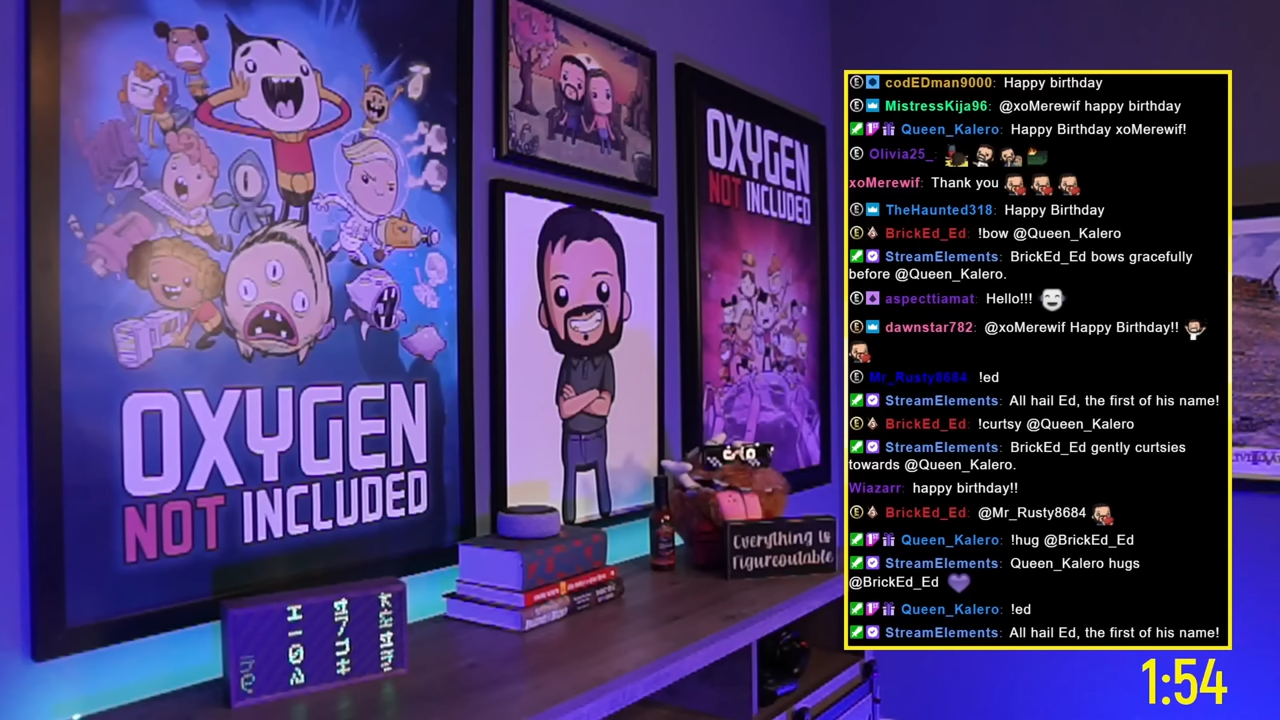 OXYGEN
NOT INCLUDED
OXYGEN
NOT INCLUDED
Everything is
Figureoutable
codEDman9000: Happy birthday
MistressKija96: @xoMerewif happy birthday
Queen_Kalero: Happy Birthday xoMerewif!
Olivia25_:
xoMerewif: Thank you
TheHaunted318: Happy Birthday
BrickEd_Ed: !bow @Queen_Kalero
StreamElements: BrickEd_Ed bows gracefully
before @Queen_Kalero.
aspecttiamat: Hello!!!
dawnstar782: @xoMerewif Happy Birthday!!
Mr_Rusty8684 !ed
StreamElements: All hail Ed, the first of his name!
BrickEd_Ed: !curtsy @Queen_Kalero
StreamElements: BrickEd_Ed gently curtsies
towards @Queen_Kalero.
Wiazarr: happy birthday!!
BrickEd_Ed: @Mr_Rusty8684
Queen_Kalero: !hug @BrickEd_Ed
StreamElements: Queen_Kalero hugs
@BrickEd_Ed
Queen_Kalero: !ed
StreamElements: All hail Ed, the first of his name!
1:54